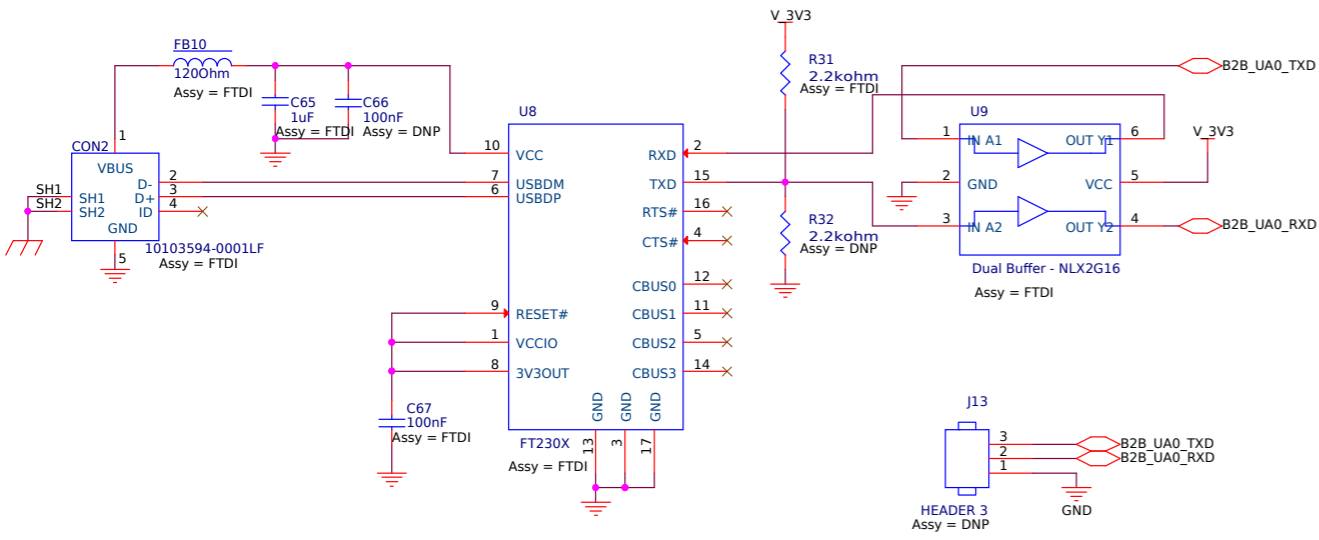 V_3V3
FB10
120Ohm
Assy = FTDI
R31
2.2kohm
Assy = FTDI
B2B_UA0_TXD
C65
1uF
Assy = FTDI
C66
100nF
Assy = DNP
U8
U9
CON2
1
VBUS
D- 2
D+ 3
ID 4
SH1 SH1
SH2 SH2
GND
5
10103594-0001LF
Assy = FTDI
10 VCC
7 USBDM
6 USBDP
9 RESET#
1 VCCIO
8 3V3OUT
RXD 2
TXD 15
RTS# 16
CTS# 4
CBUS0 12
CBUS1 11
CBUS2 5
CBUS3 14
GND GND GND
13 3 17
FT230X
Assy = FTDI
C67
100nF
Assy = FTDI
R32
2.2kohm
Assy = DNP
1 IN A1 OUT Y1 6
V_3V3
2 GND VCC 5
3 IN A2 OUT Y2 4
B2B_UA0_RXD
Dual Buffer - NLX2G16
Assy = FTDI
J13
3 B2B_UA0_TXD
2 B2B_UA0_RXD
1
GND
HEADER 3
Assy = DNP